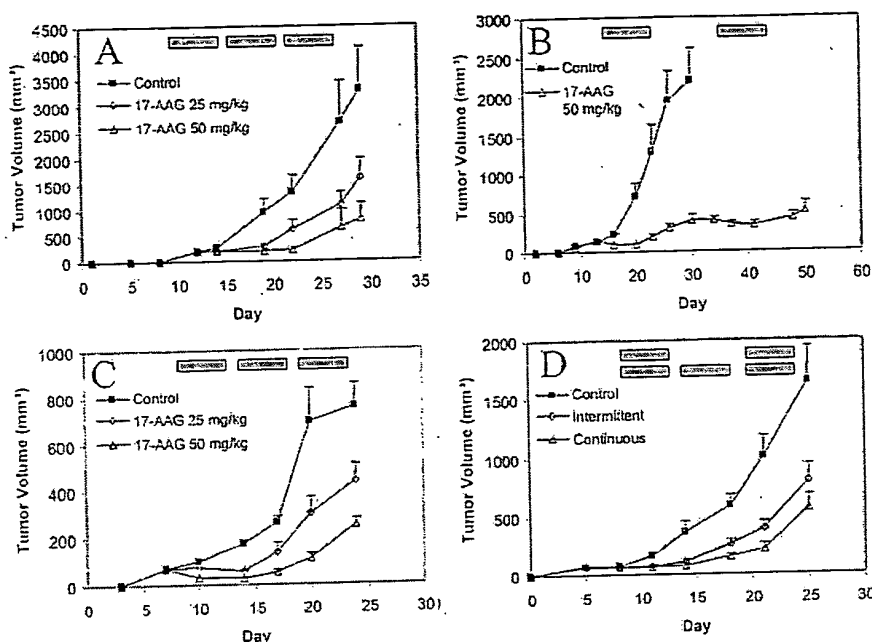 A
Control
17-AAG 25 mg/kg
17-AAG 50 mg/kg
Tumor Volume (mm³)
4500
4000
3500
3000
2500
2000
1500
1000
500
0
0 5 10 15 20 25 30 35
Day
B
Control
17-AAG
50 mg/kg
Tumor Volume (mm³)
3000
2500
2000
1500
1000
500
0
0 10 20 30 40 50 60
Day
C
Control
17-AAG 25 mg/kg
17-AAG 50 mg/kg
Tumor Volume (mm³)
1000
800
600
400
200
0
0 5 10 15 20 25 30
Day
D
Control
Intermittent
Continuous
Tumor Volume (mm³)
2000
1500
1000
500
0
0 5 10 15 20 25 30
Day